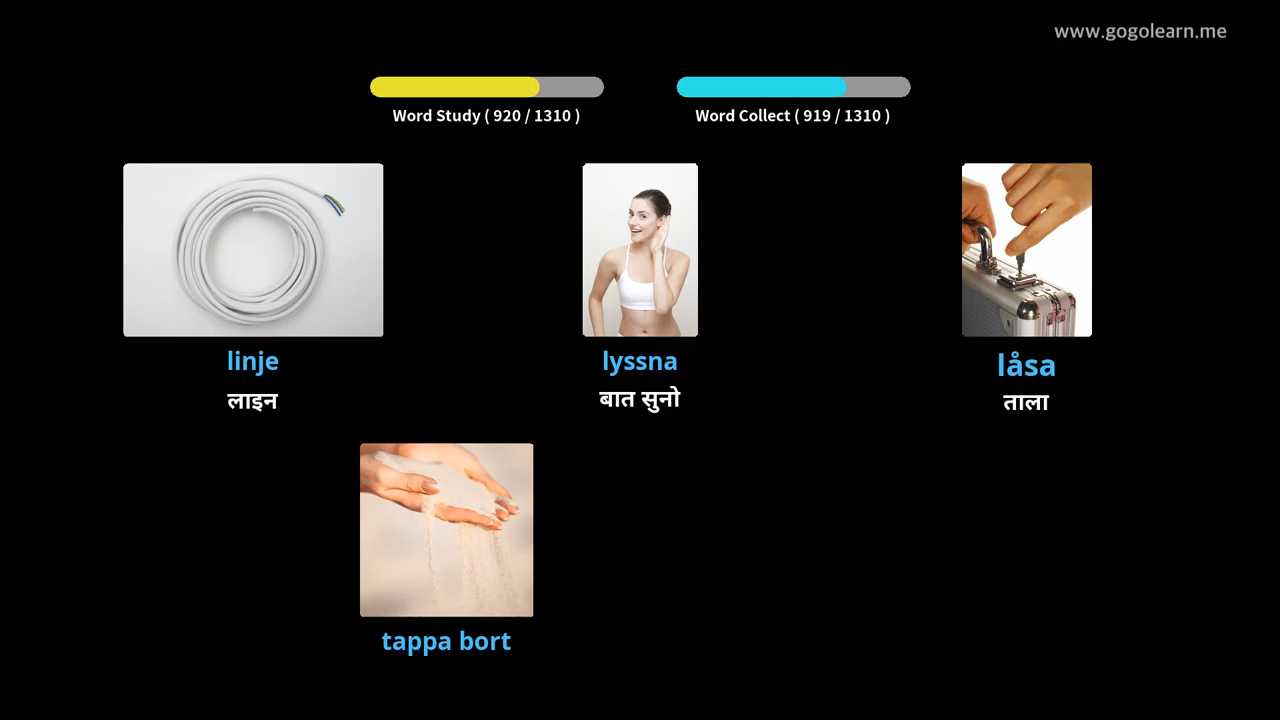 www.gogolearn.me
Word Study ( 920 / 1310 )
Word Collect ( 919 / 1310 )
linje
लाइन
lyssna
बात सुनो
låsa
ताला
tappa bort